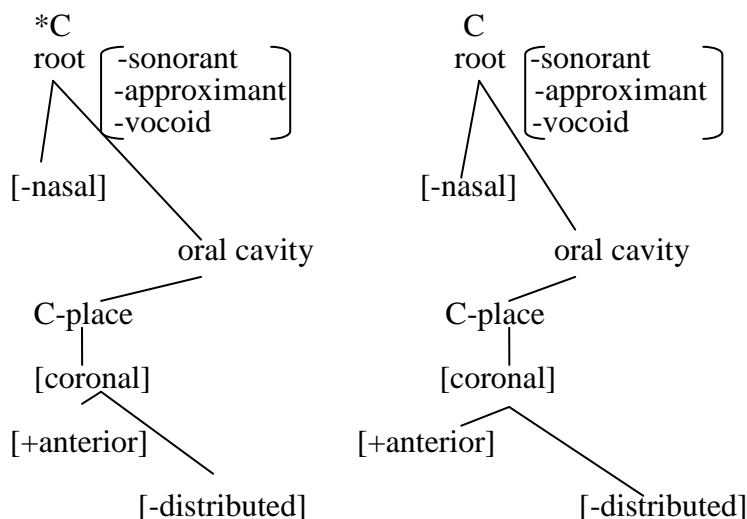 *C C
root -sonorant root -sonorant
-approximant -approximant
-vocoid -vocoid
[-nasal] [-nasal]
oral cavity oral cavity
C-place C-place
[coronal] [coronal]
[+anterior] [+anterior]
[-distributed] [-distributed]